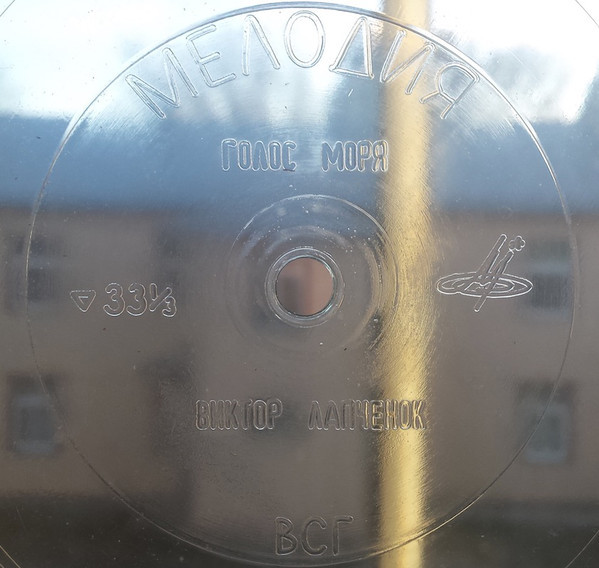 МЕЛОДИЯ
ГОЛОС МОРЯ
33⅓
ВИКТОР ЛАПЧЕНОК
ВСГ